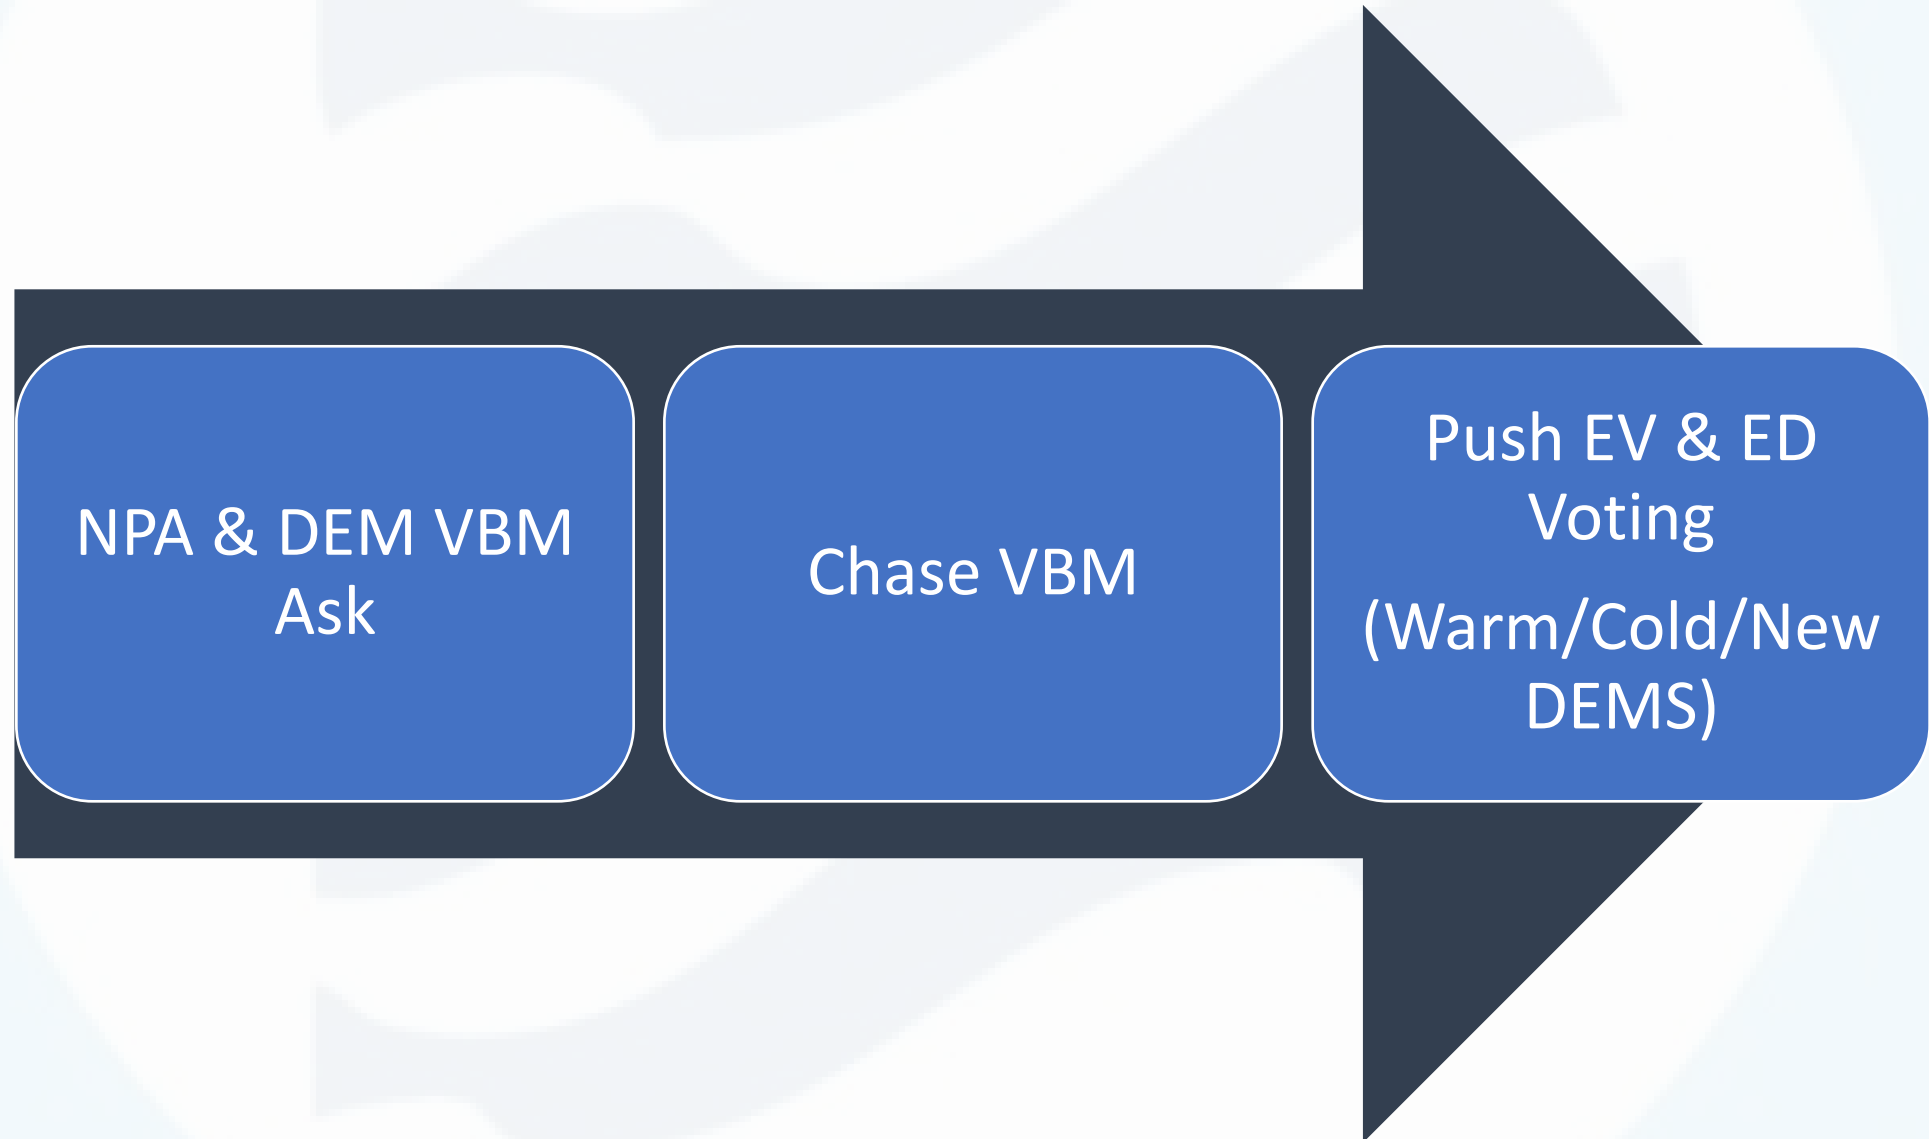 NPA & DEM VBM
Ask
Chase VBM
Push EV & ED
Voting
(Warm/Cold/New
DEMS)